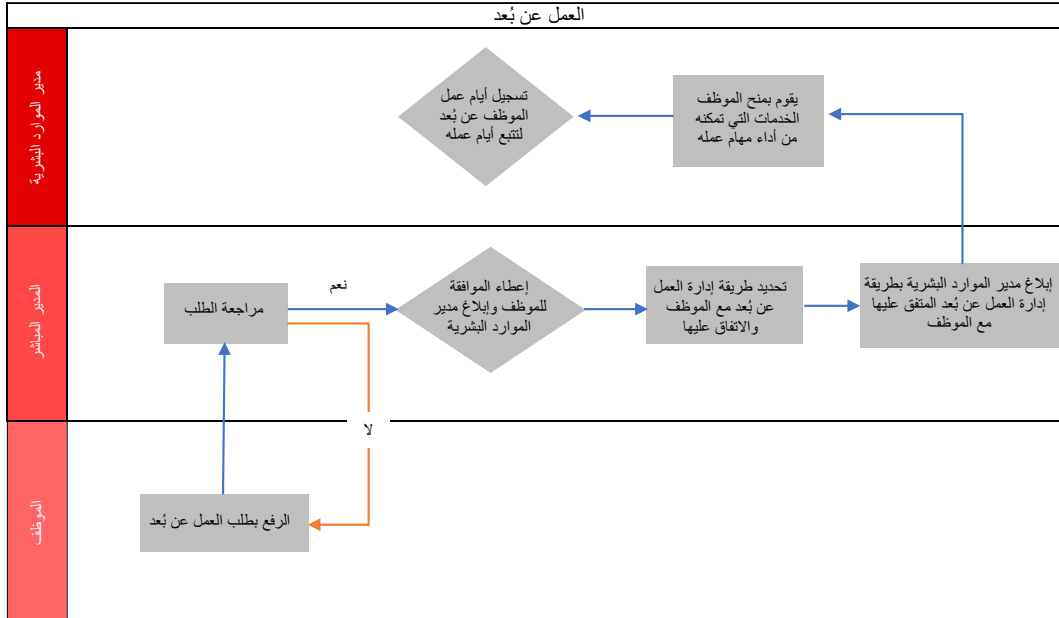 العمل عن بُعد
مدير الموارد البشرية
تسجيل أيام عمل
الموظف عن بُعد
لتتبع أيام عمله
يقوم بمنح الموظف
الخدمات التي تمكنه
من أداء مهام عمله
المدير المباشر
مراجعة الطلب
نعم
إعطاء الموافقة
للموظف وإبلاغ مدير
الموارد البشرية
تحديد طريقة إدارة العمل
عن بُعد مع الموظف
والاتفاق عليها
إبلاغ مدير الموارد البشرية بطريقة
إدارة العمل عن بُعد المتفق عليها
مع الموظف
لا
الموظف
الرفع بطلب العمل عن بُعد